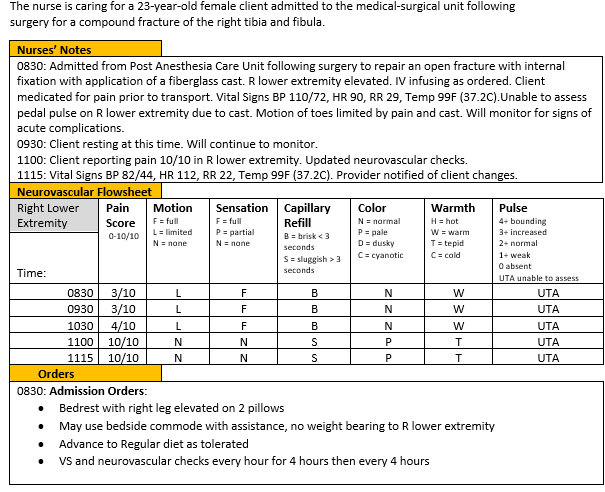 The nurse is caring for a 23-year-old female client admitted to the medical-surgical unit following
surgery for a compound fracture of the right tibia and fibula.
Nurses' Notes
0830: Admitted from Post Anesthesia Care Unit following surgery to repair an open fracture with internal
fixation with application of a fiberglass cast. R lower extremity elevated. IV infusing as ordered. Client
medicated for pain prior to transport. Vital Signs BP 110/72, HR 90, RR 29, Temp 99F (37.2C).Unable to assess
pedal pulse on R lower extremity due to cast. Motion of toes limited by pain and cast. Will monitor for signs of
acute complications.
0930: Client resting at this time. Will continue to monitor.
1100: Client reporting pain 10/10 in R lower extremity. Updated neurovascular checks.
1115: Vital Signs BP 82/44, HR 112, RR 22, Temp 99F (37.2C). Provider notified of client changes.
Neurovascular Flowsheet
Right Lower Pain Motion Sensation Capillary Color Warmth Pulse
Extremity Score F = full F = full Refill N = normal H = hot 4+ bounding
0-10/10 L = limited P = partial B = brisk < 3 P = pale W = warm 3+ increased
N = none N = none seconds D = dusky T = tepid 2+ normal
S = sluggish > 3 C = cyanotic C = cold 1+ weak
seconds 0 absent
Time: UTA unable to assess
0830 3/10 L F B N W UTA
0930 3/10 L F B N W UTA
1030 4/10 L F B N W UTA
1100 10/10 N N S P T UTA
1115 10/10 N N S P T UTA
Orders
0830: Admission Orders:
• Bedrest with right leg elevated on 2 pillows
• May use bedside commode with assistance, no weight bearing to R lower extremity
• Advance to Regular diet as tolerated
• VS and neurovascular checks every hour for 4 hours then every 4 hours